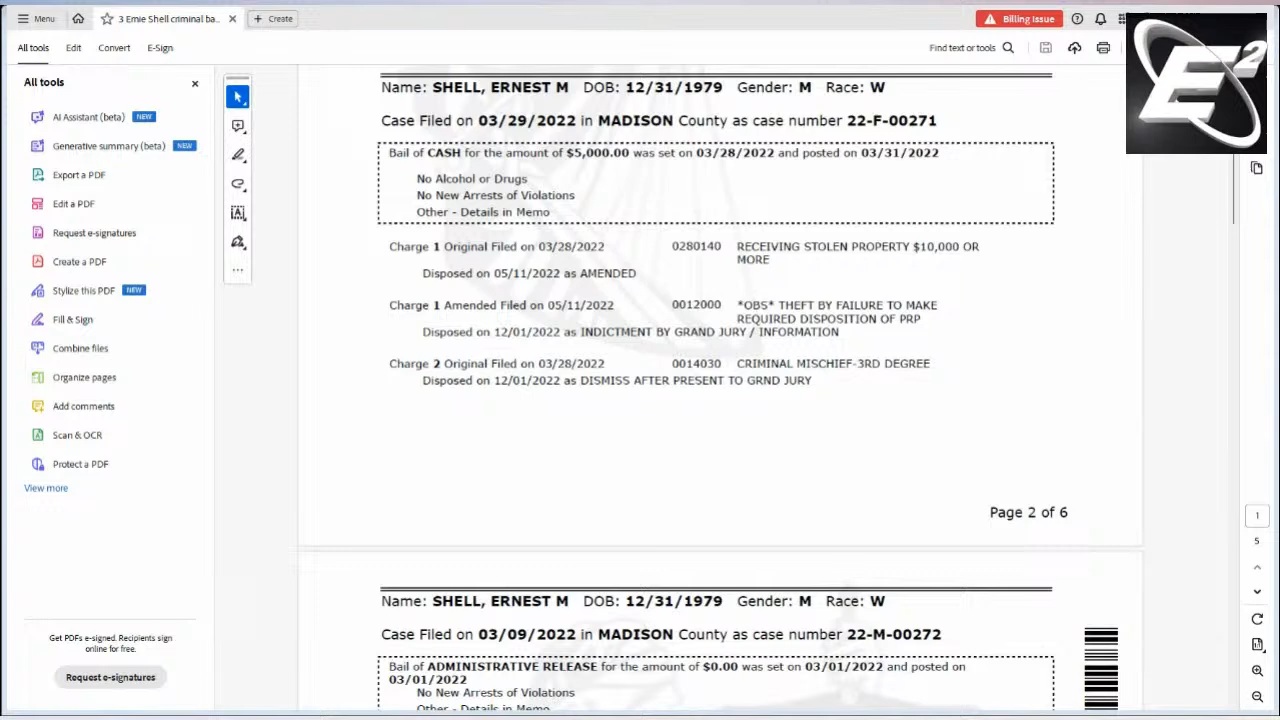 Menu
3 Ernie Shell criminal ba...
Create
Billing Issue
All tools
Edit
Convert
E-Sign
Find text or tools
E²
All tools
AI Assistant (beta) NEW
Generative summary (beta) NEW
Export a PDF
Edit a PDF
Request e-signatures
Create a PDF
Stylize this PDF NEW
Fill & Sign
Combine files
Organize pages
Add comments
Scan & OCR
Protect a PDF
View more
Get PDFs e-signed. Recipients sign
online for free.
Request e-signatures
Name: SHELL, ERNEST M DOB: 12/31/1979 Gender: M Race: W
Case Filed on 03/29/2022 in MADISON County as case number 22-F-00271
Bail of CASH for the amount of $5,000.00 was set on 03/28/2022 and posted on 03/31/2022
No Alcohol or Drugs
No New Arrests of Violations
Other - Details in Memo
Charge 1 Original Filed on 03/28/2022 0280140 RECEIVING STOLEN PROPERTY $10,000 OR
MORE
Disposed on 05/11/2022 as AMENDED
Charge 1 Amended Filed on 05/11/2022 0012000 *OBS* THEFT BY FAILURE TO MAKE
REQUIRED DISPOSITION OF PRP
Disposed on 12/01/2022 as INDICTMENT BY GRAND JURY / INFORMATION
Charge 2 Original Filed on 03/28/2022 0014030 CRIMINAL MISCHIEF-3RD DEGREE
Disposed on 12/01/2022 as DISMISS AFTER PRESENT TO GRND JURY
Page 2 of 6
Name: SHELL, ERNEST M DOB: 12/31/1979 Gender: M Race: W
Case Filed on 03/09/2022 in MADISON County as case number 22-M-00272
Bail of ADMINISTRATIVE RELEASE for the amount of $0.00 was set on 03/01/2022 and posted on
03/01/2022
No New Arrests of Violations
Other - Details in Memo
1
5